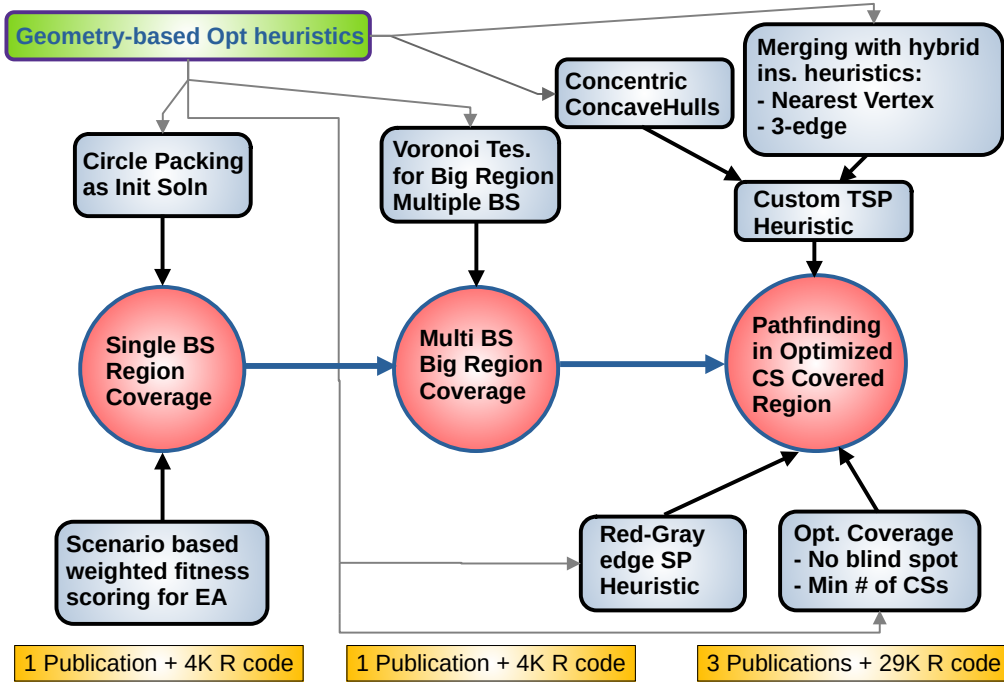 Geometry-based Opt heuristics
Concentric
ConcaveHulls
Merging with hybrid
ins. heuristics:
- Nearest Vertex
- 3-edge
Circle Packing
as Init Soln
Voronoi Tes.
for Big Region
Multiple BS
Custom TSP
Heuristic
Single BS
Region
Coverage
Multi BS
Big Region
Coverage
Pathfinding
in Optimized
CS Covered
Region
Scenario based
weighted fitness
scoring for EA
Red-Gray
edge SP
Heuristic
Opt. Coverage
- No blind spot
- Min # of CSs
1 Publication + 4K R code
1 Publication + 4K R code
3 Publications + 29K R code